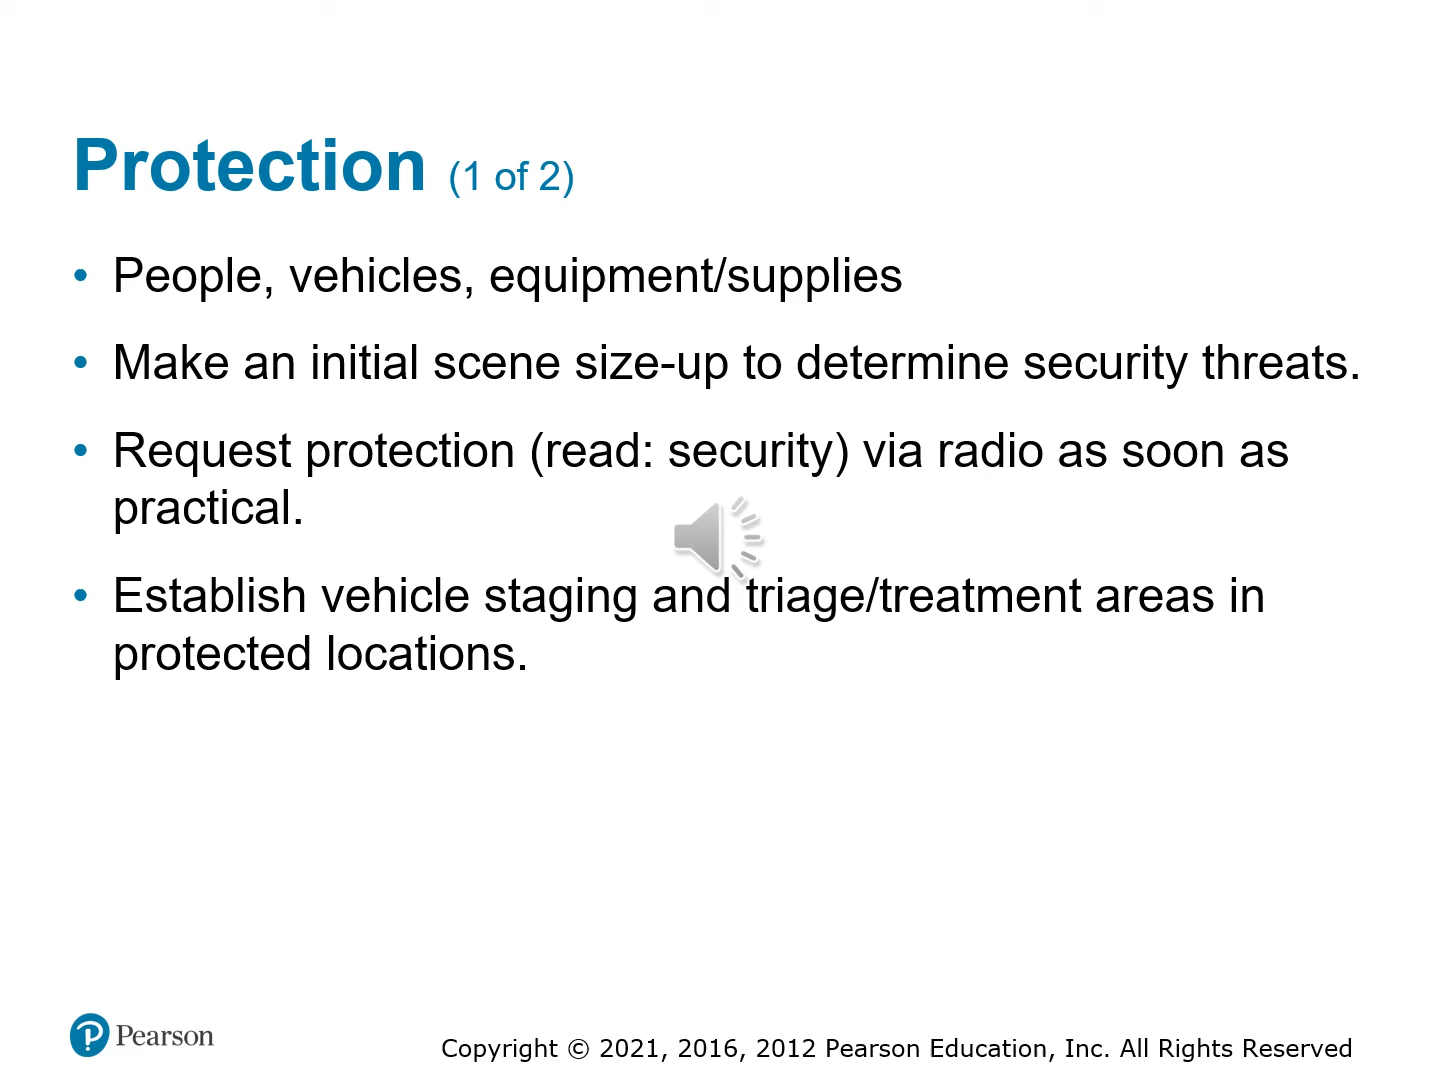 Protection (1 of 2)
• People, vehicles, equipment/supplies
• Make an initial scene size-up to determine security threats.
• Request protection (read: security) via radio as soon as
practical.
• Establish vehicle staging and triage/treatment areas in
protected locations.
Pearson
Copyright © 2021, 2016, 2012 Pearson Education, Inc. All Rights Reserved